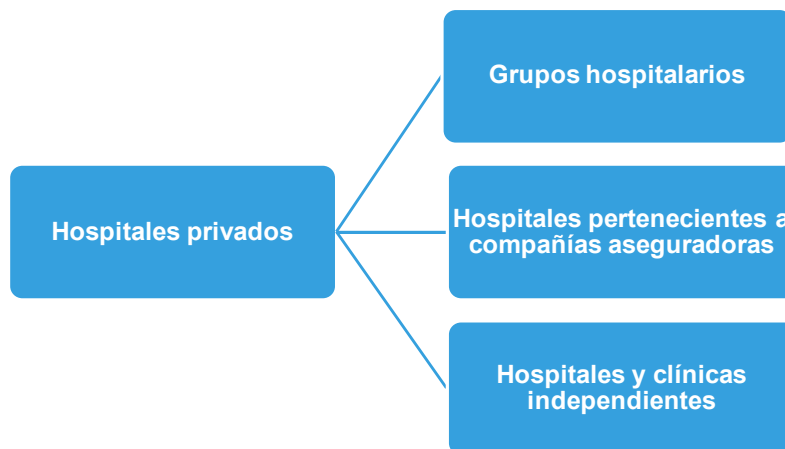 Grupos hospitalarios
Hospitales privados
Hospitales pertenecientes a
compañías aseguradoras
Hospitales y clínicas
independientes